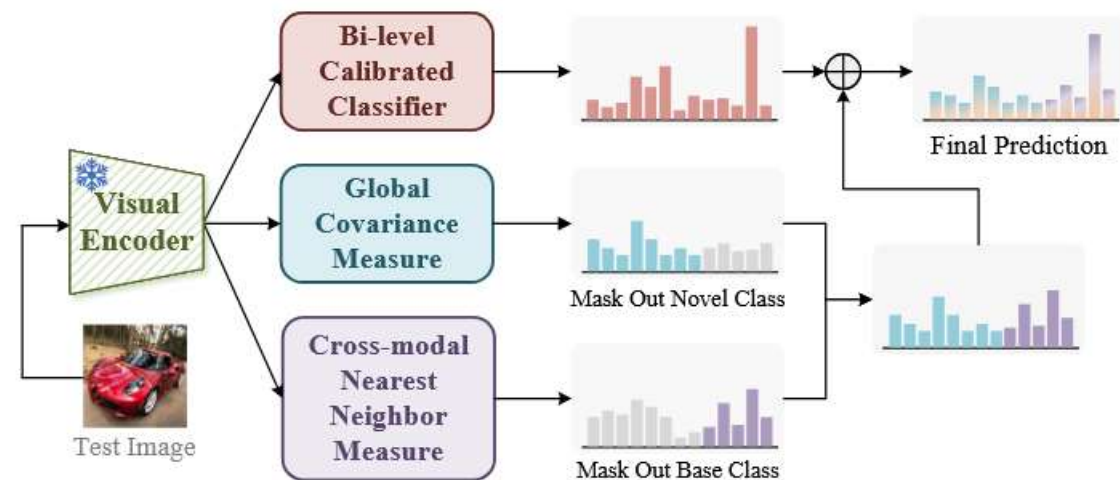 Bi-level
Calibrated
Classifier
Final Prediction
Visual
Encoder
Global
Covariance
Measure
Mask Out Novel Class
Test Image
Cross-modal
Nearest
Neighbor
Measure
Mask Out Base Class